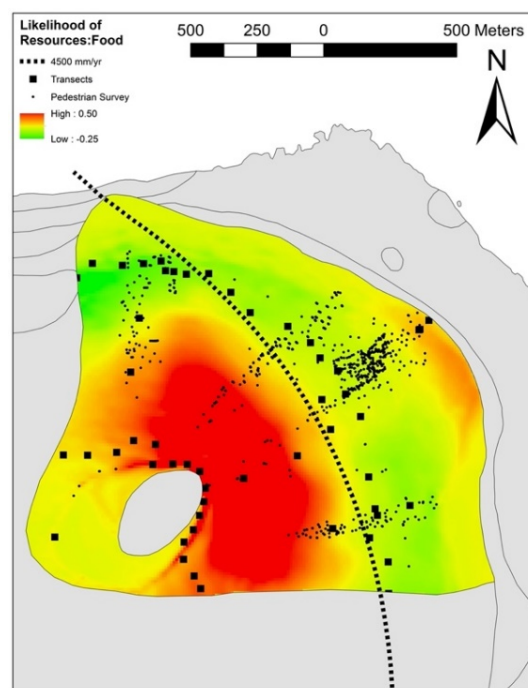 Likelihood of
Resources:Food
4500 mm/yr
Transects
Pedestrian Survey
High : 0.50
Low : -0.25
500 250 0 500 Meters
N